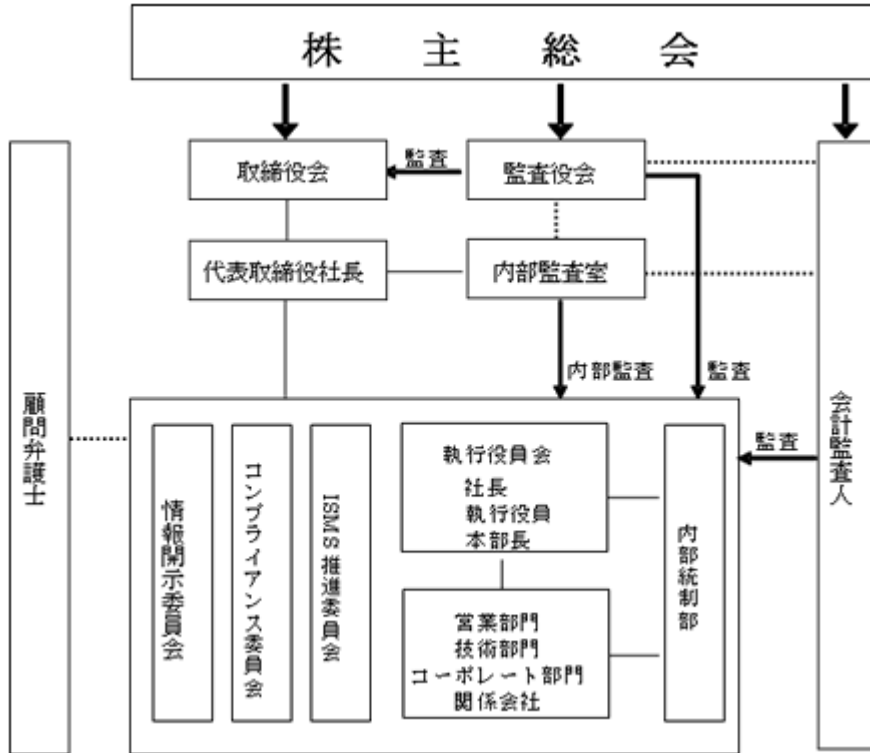 株主総会
取締役会
監査
監査役会
代表取締役社長
内部監査室
内部監査
監査
顧問弁護士
会計監査人
監査
情報開示委員会
コンプライアンス委員会
ISMS推進委員会
執行役員会
社長
執行役員
本部長
内部統制部
営業部門
技術部門
コーポレート部門
関係会社